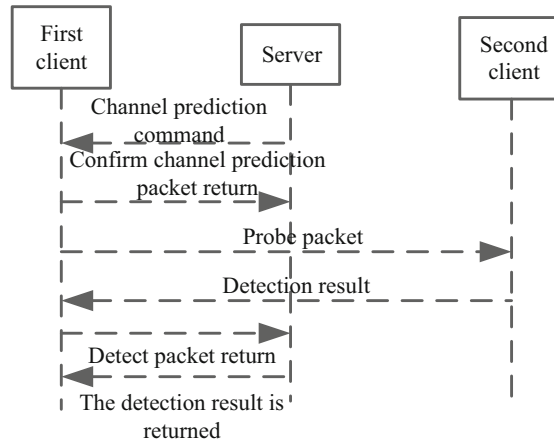 First
client
Server
Second
client
Channel prediction
command
Confirm channel prediction
packet return
Probe packet
Detection result
Detect packet return
The detection result is
returned